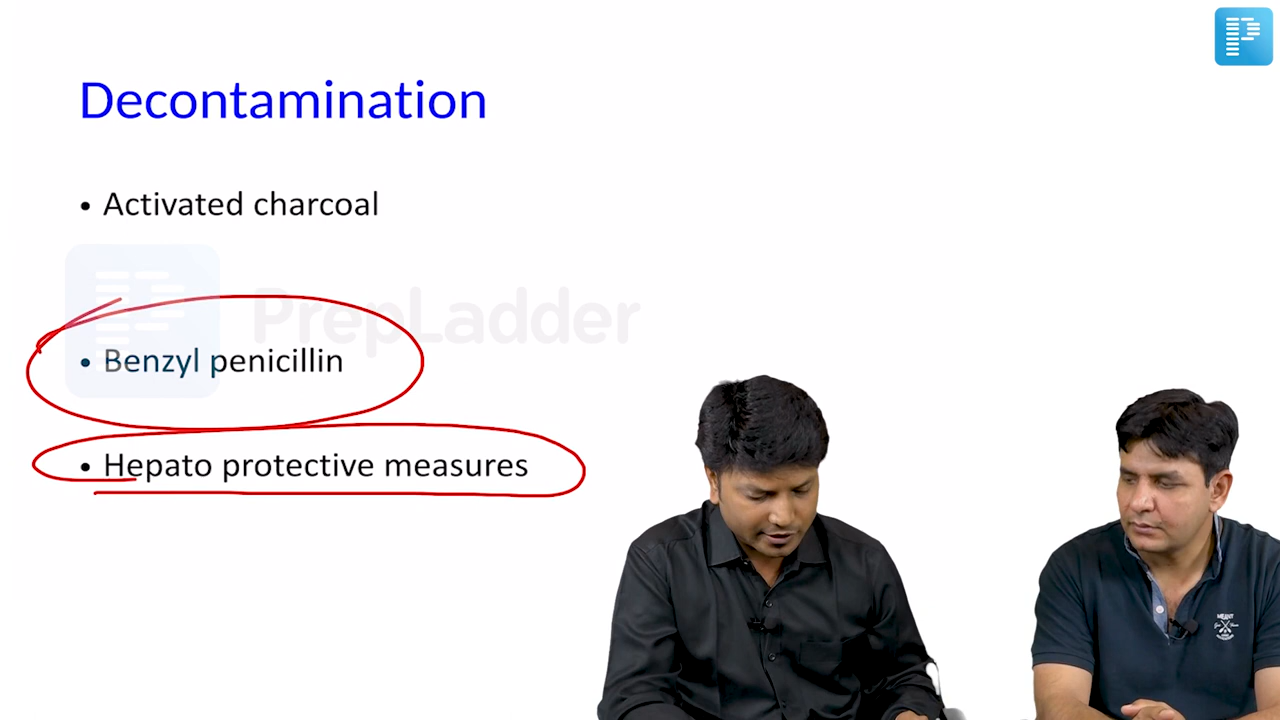 Decontamination
• Activated charcoal
PrepLadder
• Benzyl penicillin
• Hepato protective measures